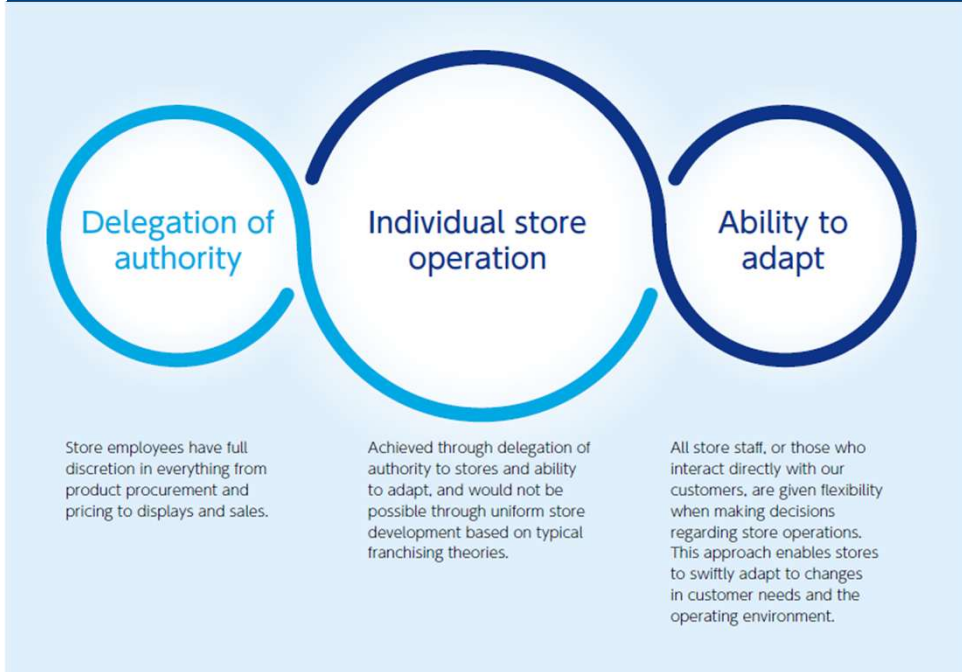 Delegation of
authority
Individual store
operation
Ability to
adapt
Store employees have full
discretion in everything from
product procurement and
pricing to displays and sales.
Achieved through delegation of
authority to stores and ability
to adapt, and would not be
possible through uniform store
development based on typical
franchising theories.
All store staff, or those who
interact directly with our
customers, are given flexibility
when making decisions
regarding store operations.
This approach enables stores
to swiftly adapt to changes
in customer needs and the
operating environment.